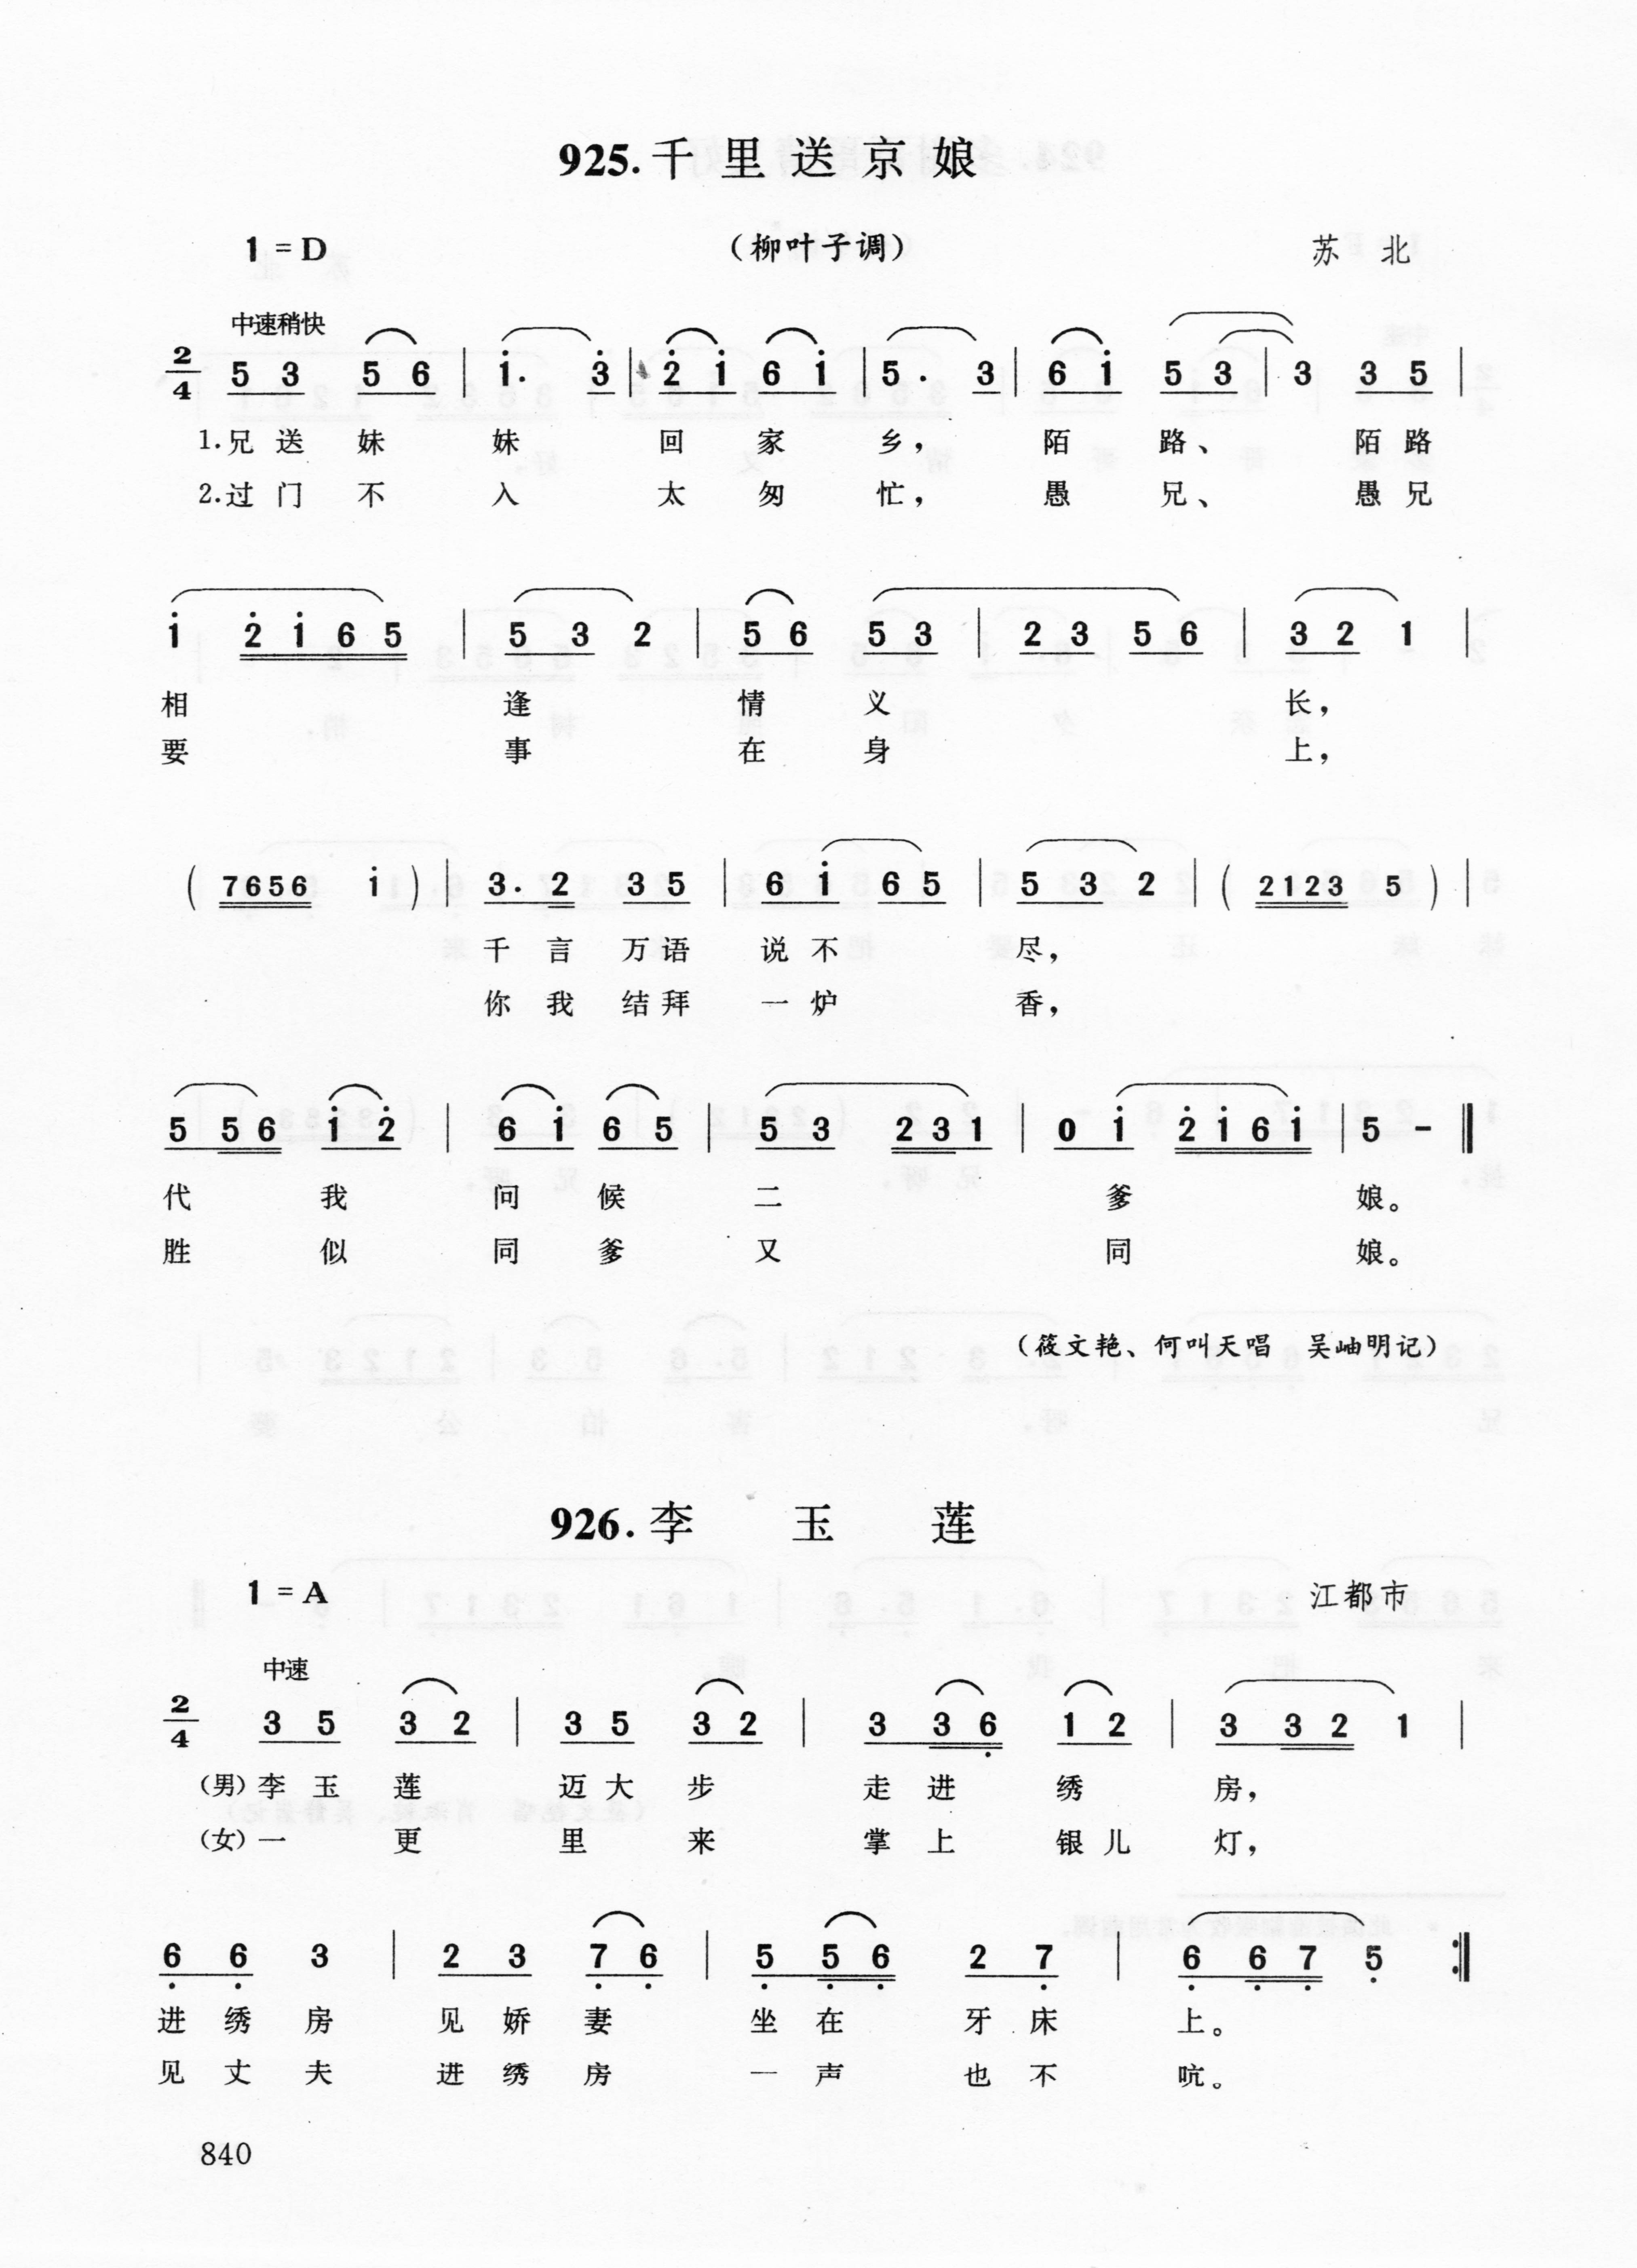 925.千里送京娘
1=D （柳叶子调） 苏北
中速稍快
2/4 5 3 5 6 | i· 3̇ | 2̇ i 6 i | 5· 3 | 6 i 5 3 | 3 3 5 |
1.兄送妹妹回家乡，陌路、陌路
2.过门不入太匆忙，愚兄、愚兄
i 2̇ i 6 5 | 5 3 2 | 5 6 5 3 | 2 3 5 6 | 3 2 1 |
相逢情义长，
要事在身上，
（7656 i）| 3· 2 3 5 | 6 i 6 5 | 5 3 2 |（2123 5）|
千言万语说不尽，
你我结拜一炉香，
5 5 6 i 2̇ | 6 i 6 5 | 5 3 2 3 1 | 0 i 2̇ i 6 i | 5 - ‖
代我问候二爹娘。
胜似同爹又同娘。
（筱文艳、何叫天唱 吴岫明记）
926.李玉莲
1=A 江都市
中速
2/4 3 5 3 2 | 3 5 3 2 | 3 3 6̣ 1 2 | 3 3 2 1 |
（男）李玉莲迈大步走进绣房，
（女）一更里来掌上银儿灯，
6̣ 6̣ 3 | 2 3 7̣ 6̣ | 5̣ 5̣ 6̣ 2 7̣ | 6̣ 6̣ 7̣ 5̣ :‖
进绣房见娇妻坐在牙床上。
见丈夫进绣房一声也不吭。
840